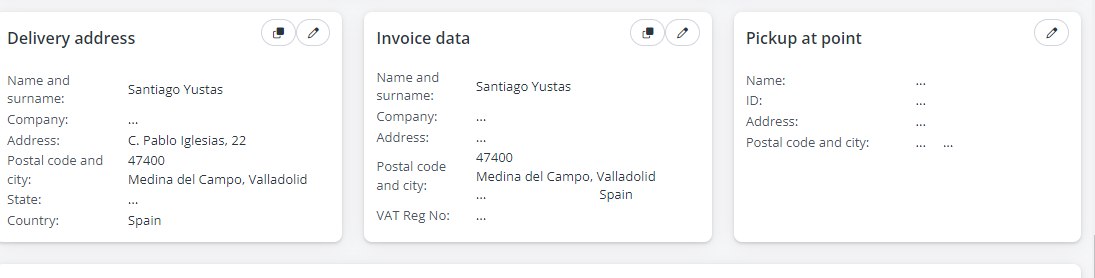 Delivery address
Name and surname: Santiago Yustas
Company: ...
Address: C. Pablo Iglesias, 22
Postal code and city: 47400
Medina del Campo, Valladolid
State: ...
Country: Spain
Invoice data
Name and surname: Santiago Yustas
Company: ...
Address: ...
Postal code and city: 47400
Medina del Campo, Valladolid
... Spain
VAT Reg No: ...
Pickup at point
Name: ...
ID: ...
Address: ...
Postal code and city: ... ...